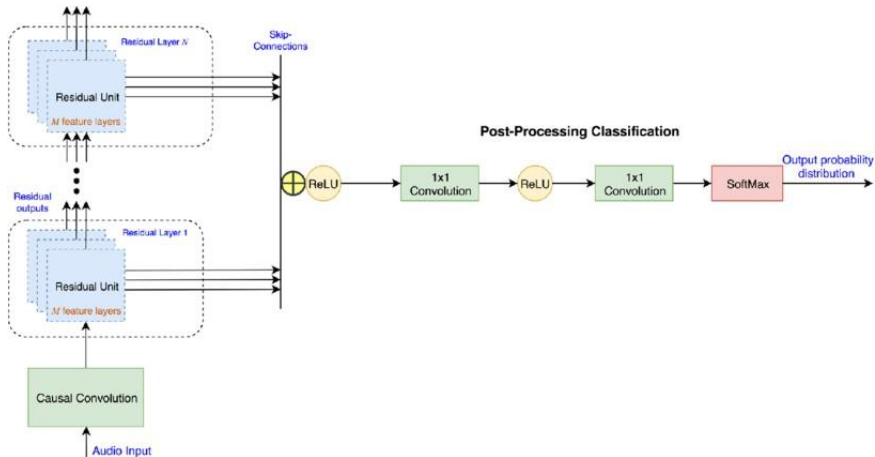 Residual Layer N
Residual Unit
M feature layers
Skip-
Connections
Residual
outputs
Residual Layer 1
Residual Unit
M feature layers
Causal Convolution
Audio Input
Post-Processing Classification
ReLU
1x1
Convolution
ReLU
1x1
Convolution
SoftMax
Output probability
distribution